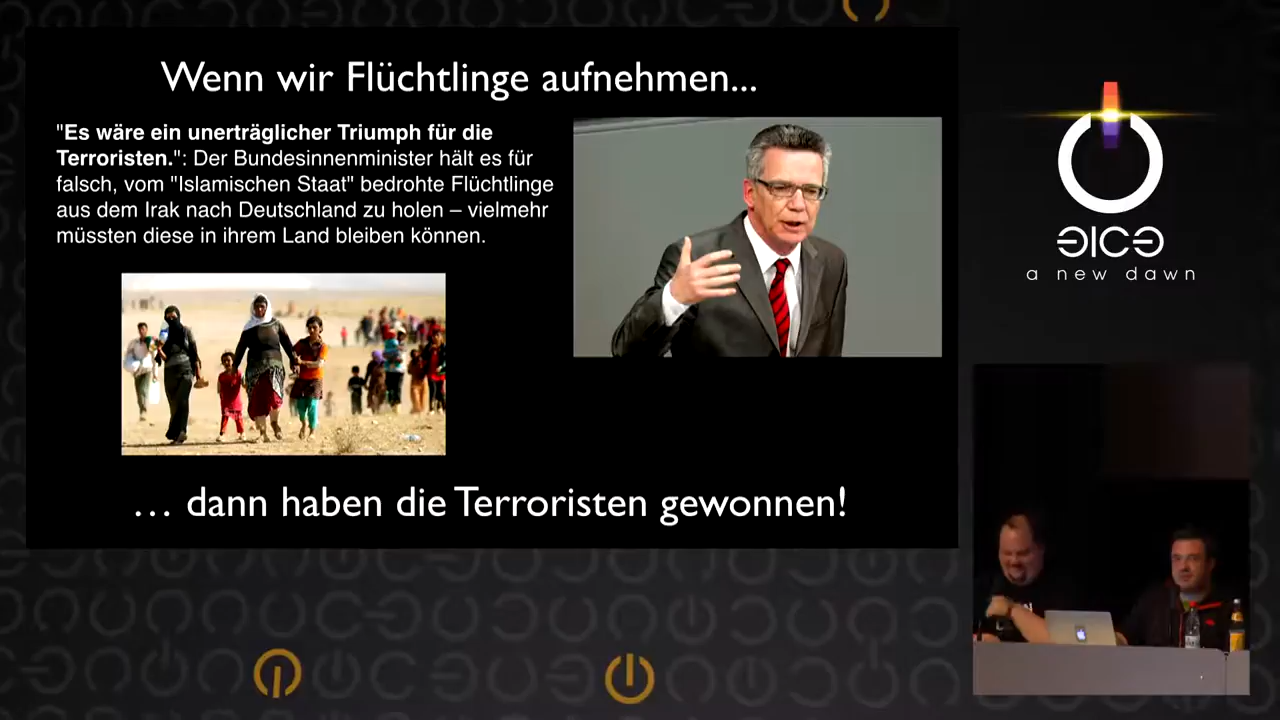 Wenn wir Flüchtlinge aufnehmen...
"Es wäre ein unerträglicher Triumph für die
Terroristen.": Der Bundesinnenminister hält es für
falsch, vom "Islamischen Staat" bedrohte Flüchtlinge
aus dem Irak nach Deutschland zu holen – vielmehr
müssten diese in ihrem Land bleiben können.
… dann haben die Terroristen gewonnen!
a new dawn